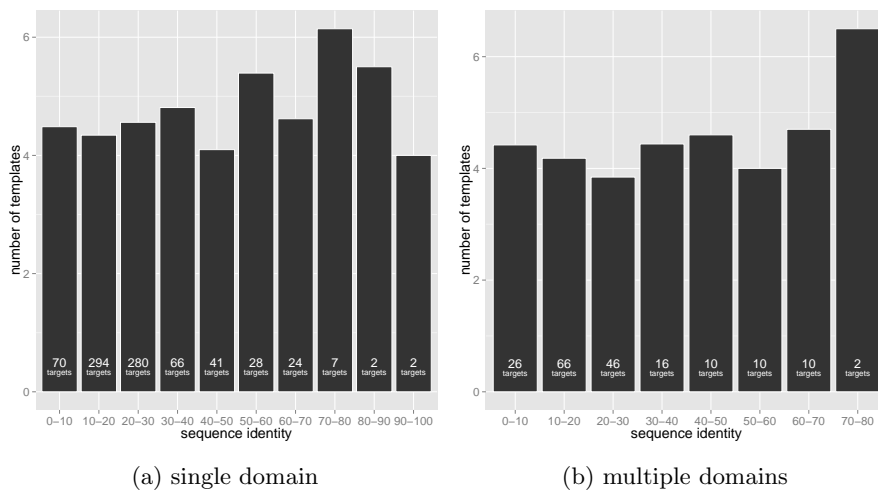 6
4
2
0
number of templates
70 294 280 66 41 28 24 7 2 2
targets targets targets targets targets targets targets targets targets targets
0–10 10–20 20–30 30–40 40–50 50–60 60–70 70–80 80–90 90–100
sequence identity
(a) single domain
6
4
2
0
number of templates
26 66 46 16 10 10 10 2
targets targets targets targets targets targets targets targets
0–10 10–20 20–30 30–40 40–50 50–60 60–70 70–80
sequence identity
(b) multiple domains